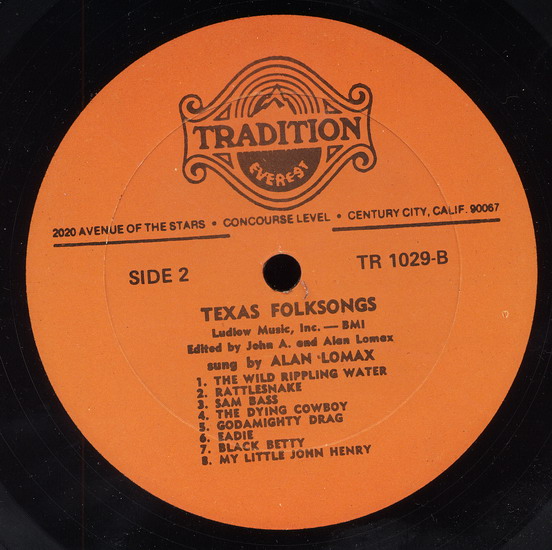 TRADITION
EVEREST
2020 AVENUE OF THE STARS • CONCOURSE LEVEL • CENTURY CITY, CALIF. 90067
SIDE 2
TR 1029-B
TEXAS FOLKSONGS
Ludlow Music, Inc. — BMI
Edited by John A. and Alan Lomax
sung by ALAN LOMAX
1. THE WILD RIPPLING WATER
2. RATTLESNAKE
3. SAM BASS
4. THE DYING COWBOY
5. GODAMIGHTY DRAG
6. EADIE
7. BLACK BETTY
8. MY LITTLE JOHN HENRY